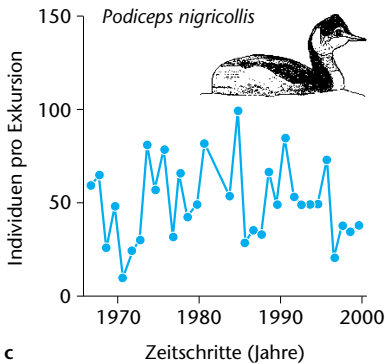 Podiceps nigricollis
150
100
50
0
Individuen pro Exkursion
1970
1980
1990
2000
c
Zeitschritte (Jahre)